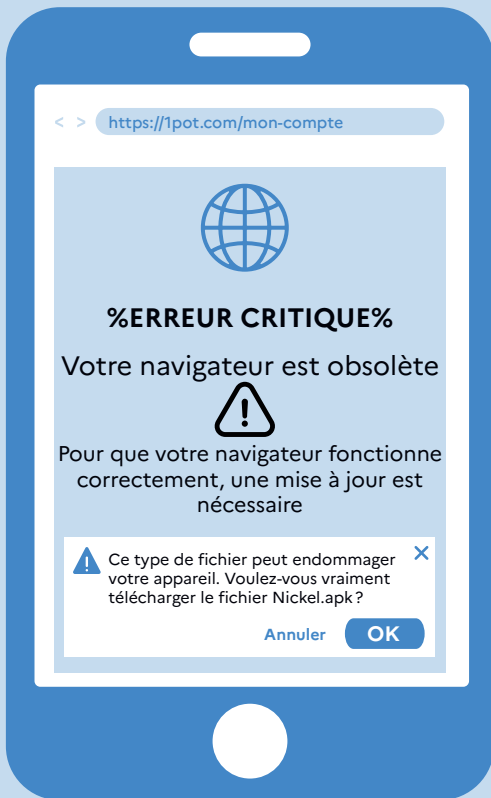 < > https://1pot.com/mon-compte
%ERREUR CRITIQUE%
Votre navigateur est obsolète
!
Pour que votre navigateur fonctionne
correctement, une mise à jour est
nécessaire
! Ce type de fichier peut endommager
votre appareil. Voulez-vous vraiment
télécharger le fichier Nickel.apk ?
Annuler OK